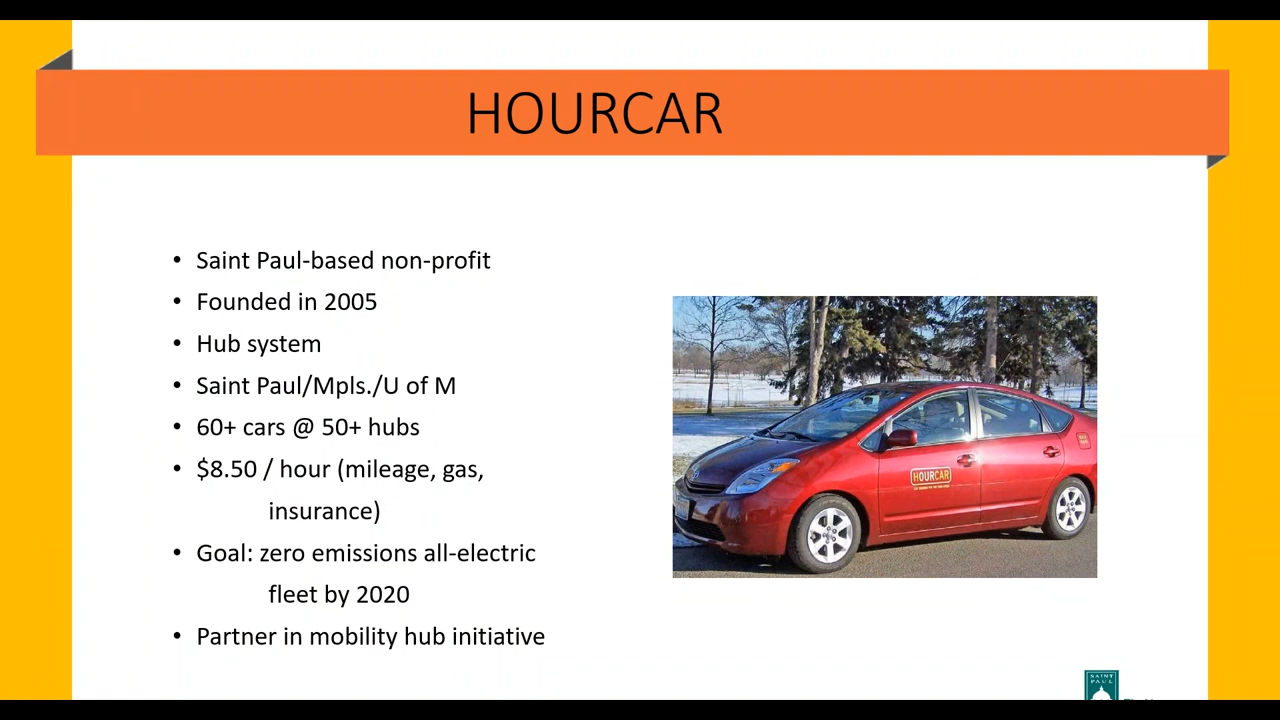 HOURCAR
• Saint Paul-based non-profit
• Founded in 2005
• Hub system
• Saint Paul/Mpls./U of M
• 60+ cars @ 50+ hubs
• $8.50 / hour (mileage, gas,
insurance)
• Goal: zero emissions all-electric
fleet by 2020
• Partner in mobility hub initiative
HOURCAR
SAINT
PAUL